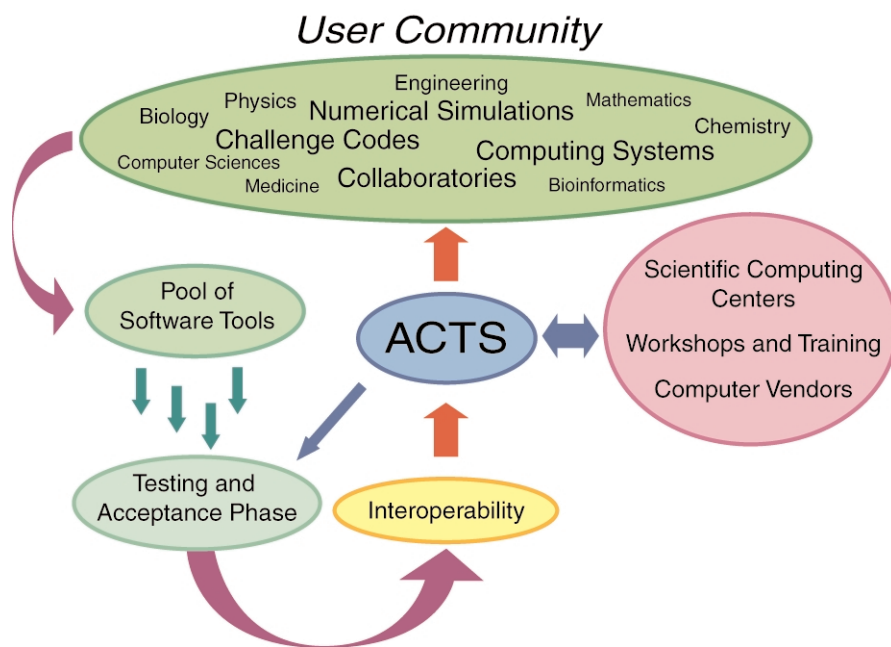 User Community
Engineering
Physics
Numerical Simulations
Mathematics
Biology
Chemistry
Challenge Codes
Computing Systems
Computer Sciences
Medicine
Collaboratories
Bioinformatics
Pool of
Software Tools
ACTS
Scientific Computing
Centers
Workshops and Training
Computer Vendors
Testing and
Acceptance Phase
Interoperability